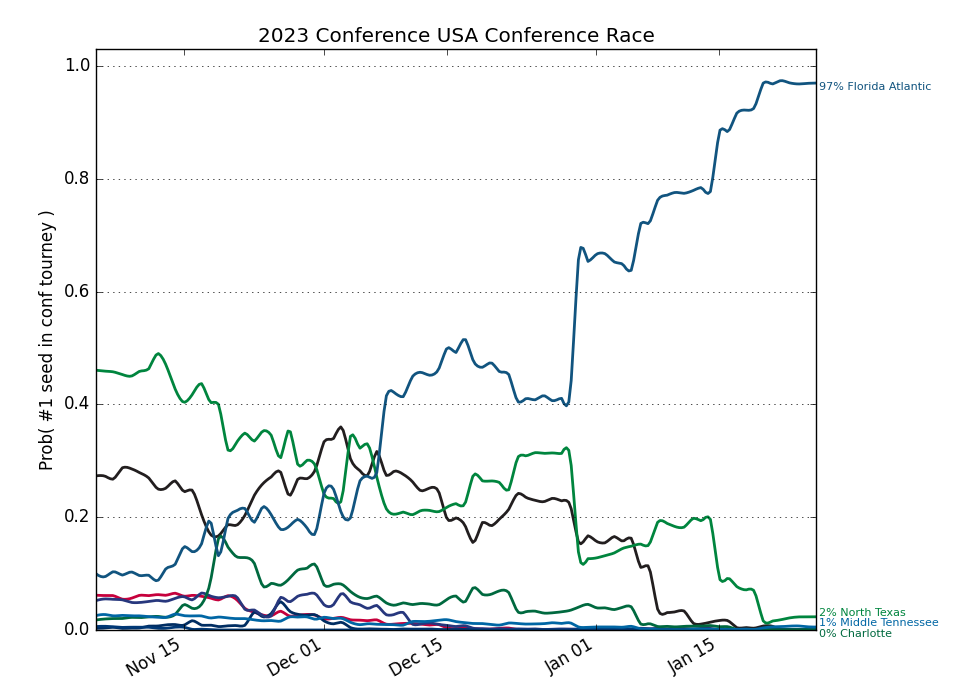 2023 Conference USA Conference Race
Prob( #1 seed in conf tourney )
1.0
0.8
0.6
0.4
0.2
0.0
Nov 15
Dec 01
Dec 15
Jan 01
Jan 15
97% Florida Atlantic
2% North Texas
1% Middle Tennessee
0% Charlotte